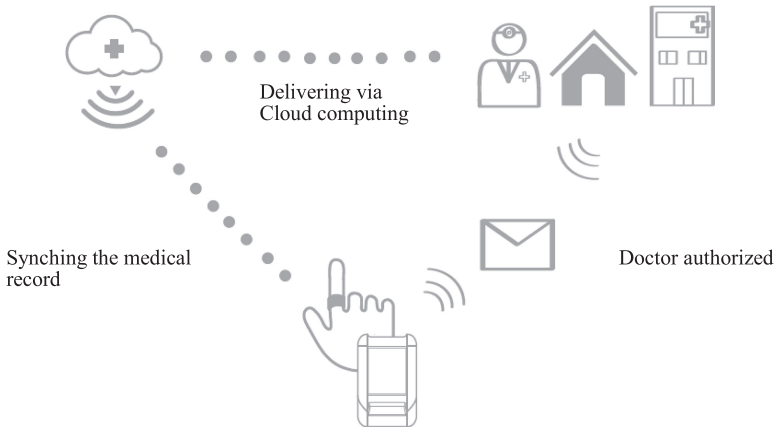 Delivering via
Cloud computing
Synching the medical
record
Doctor authorized